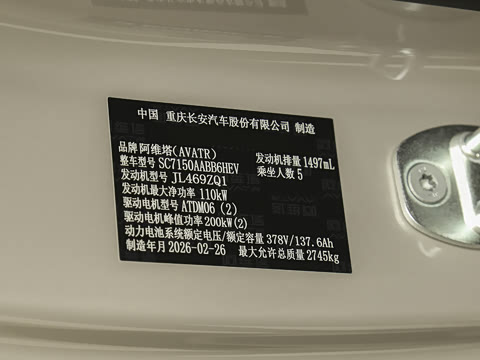 中国 重庆长安汽车股份有限公司 制造
品牌 阿维塔(AVATR) 发动机排量 1497mL
整车型号 SC7150AABB6HEV 乘坐人数 5
发动机型号 JL469ZQ1
发动机最大净功率 110kW
驱动电机型号 ATDM06 (2)
驱动电机峰值功率 200kW(2)
动力电池系统额定电压/额定容量 378V/137.6Ah
制造年月 2026-02-26 最大允许总质量 2745kg